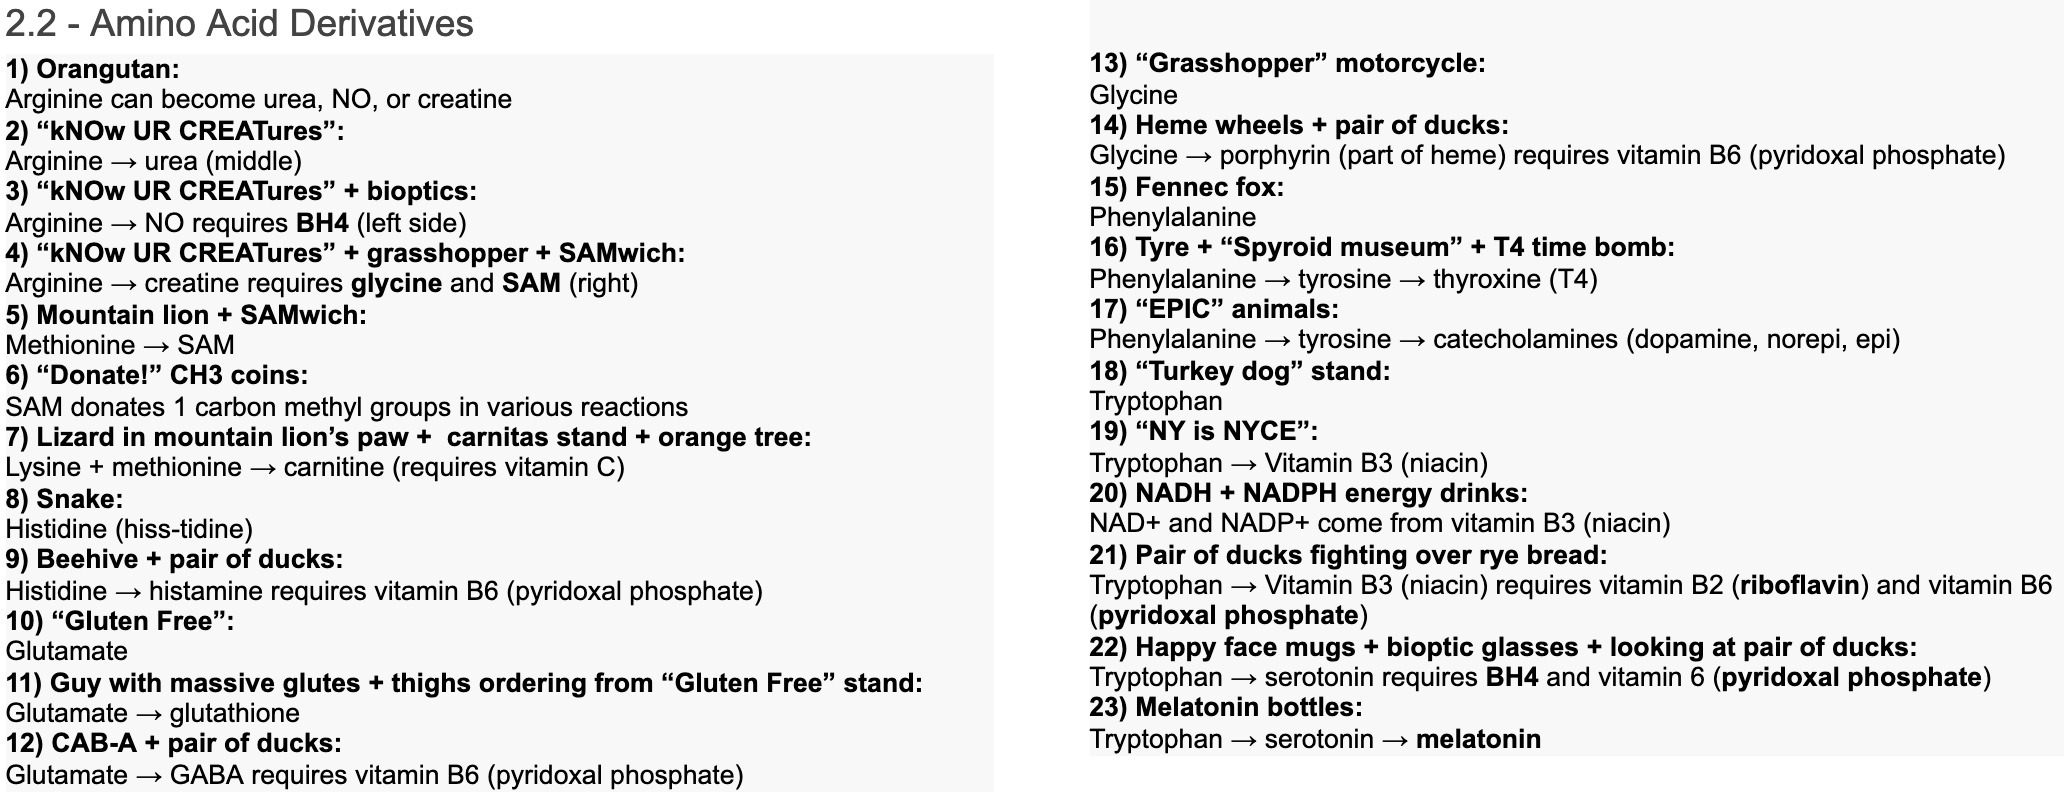 2.2 - Amino Acid Derivatives
1) Orangutan:
Arginine can become urea, NO, or creatine
2) “kNOw UR CREATures”:
Arginine → urea (middle)
3) “kNOw UR CREATures” + bioptics:
Arginine → NO requires BH4 (left side)
4) “kNOw UR CREATures” + grasshopper + SAMwich:
Arginine → creatine requires glycine and SAM (right)
5) Mountain lion + SAMwich:
Methionine → SAM
6) “Donate!” CH3 coins:
SAM donates 1 carbon methyl groups in various reactions
7) Lizard in mountain lion’s paw +  carnitas stand + orange tree:
Lysine + methionine → carnitine (requires vitamin C)
8) Snake:
Histidine (hiss-tidine)
9) Beehive + pair of ducks:
Histidine → histamine requires vitamin B6 (pyridoxal phosphate)
10) “Gluten Free”:
Glutamate
11) Guy with massive glutes + thighs ordering from “Gluten Free” stand:
Glutamate → glutathione
12) CAB-A + pair of ducks:
Glutamate → GABA requires vitamin B6 (pyridoxal phosphate)
13) “Grasshopper” motorcycle:
Glycine
14) Heme wheels + pair of ducks:
Glycine → porphyrin (part of heme) requires vitamin B6 (pyridoxal phosphate)
15) Fennec fox:
Phenylalanine
16) Tyre + “Spyroid museum” + T4 time bomb:
Phenylalanine → tyrosine → thyroxine (T4)
17) “EPIC” animals:
Phenylalanine → tyrosine → catecholamines (dopamine, norepi, epi)
18) “Turkey dog” stand:
Tryptophan
19) “NY is NYCE”:
Tryptophan → Vitamin B3 (niacin)
20) NADH + NADPH energy drinks:
NAD+ and NADP+ come from vitamin B3 (niacin)
21) Pair of ducks fighting over rye bread:
Tryptophan → Vitamin B3 (niacin) requires vitamin B2 (riboflavin) and vitamin B6
(pyridoxal phosphate)
22) Happy face mugs + bioptic glasses + looking at pair of ducks:
Tryptophan → serotonin requires BH4 and vitamin 6 (pyridoxal phosphate)
23) Melatonin bottles:
Tryptophan → serotonin → melatonin